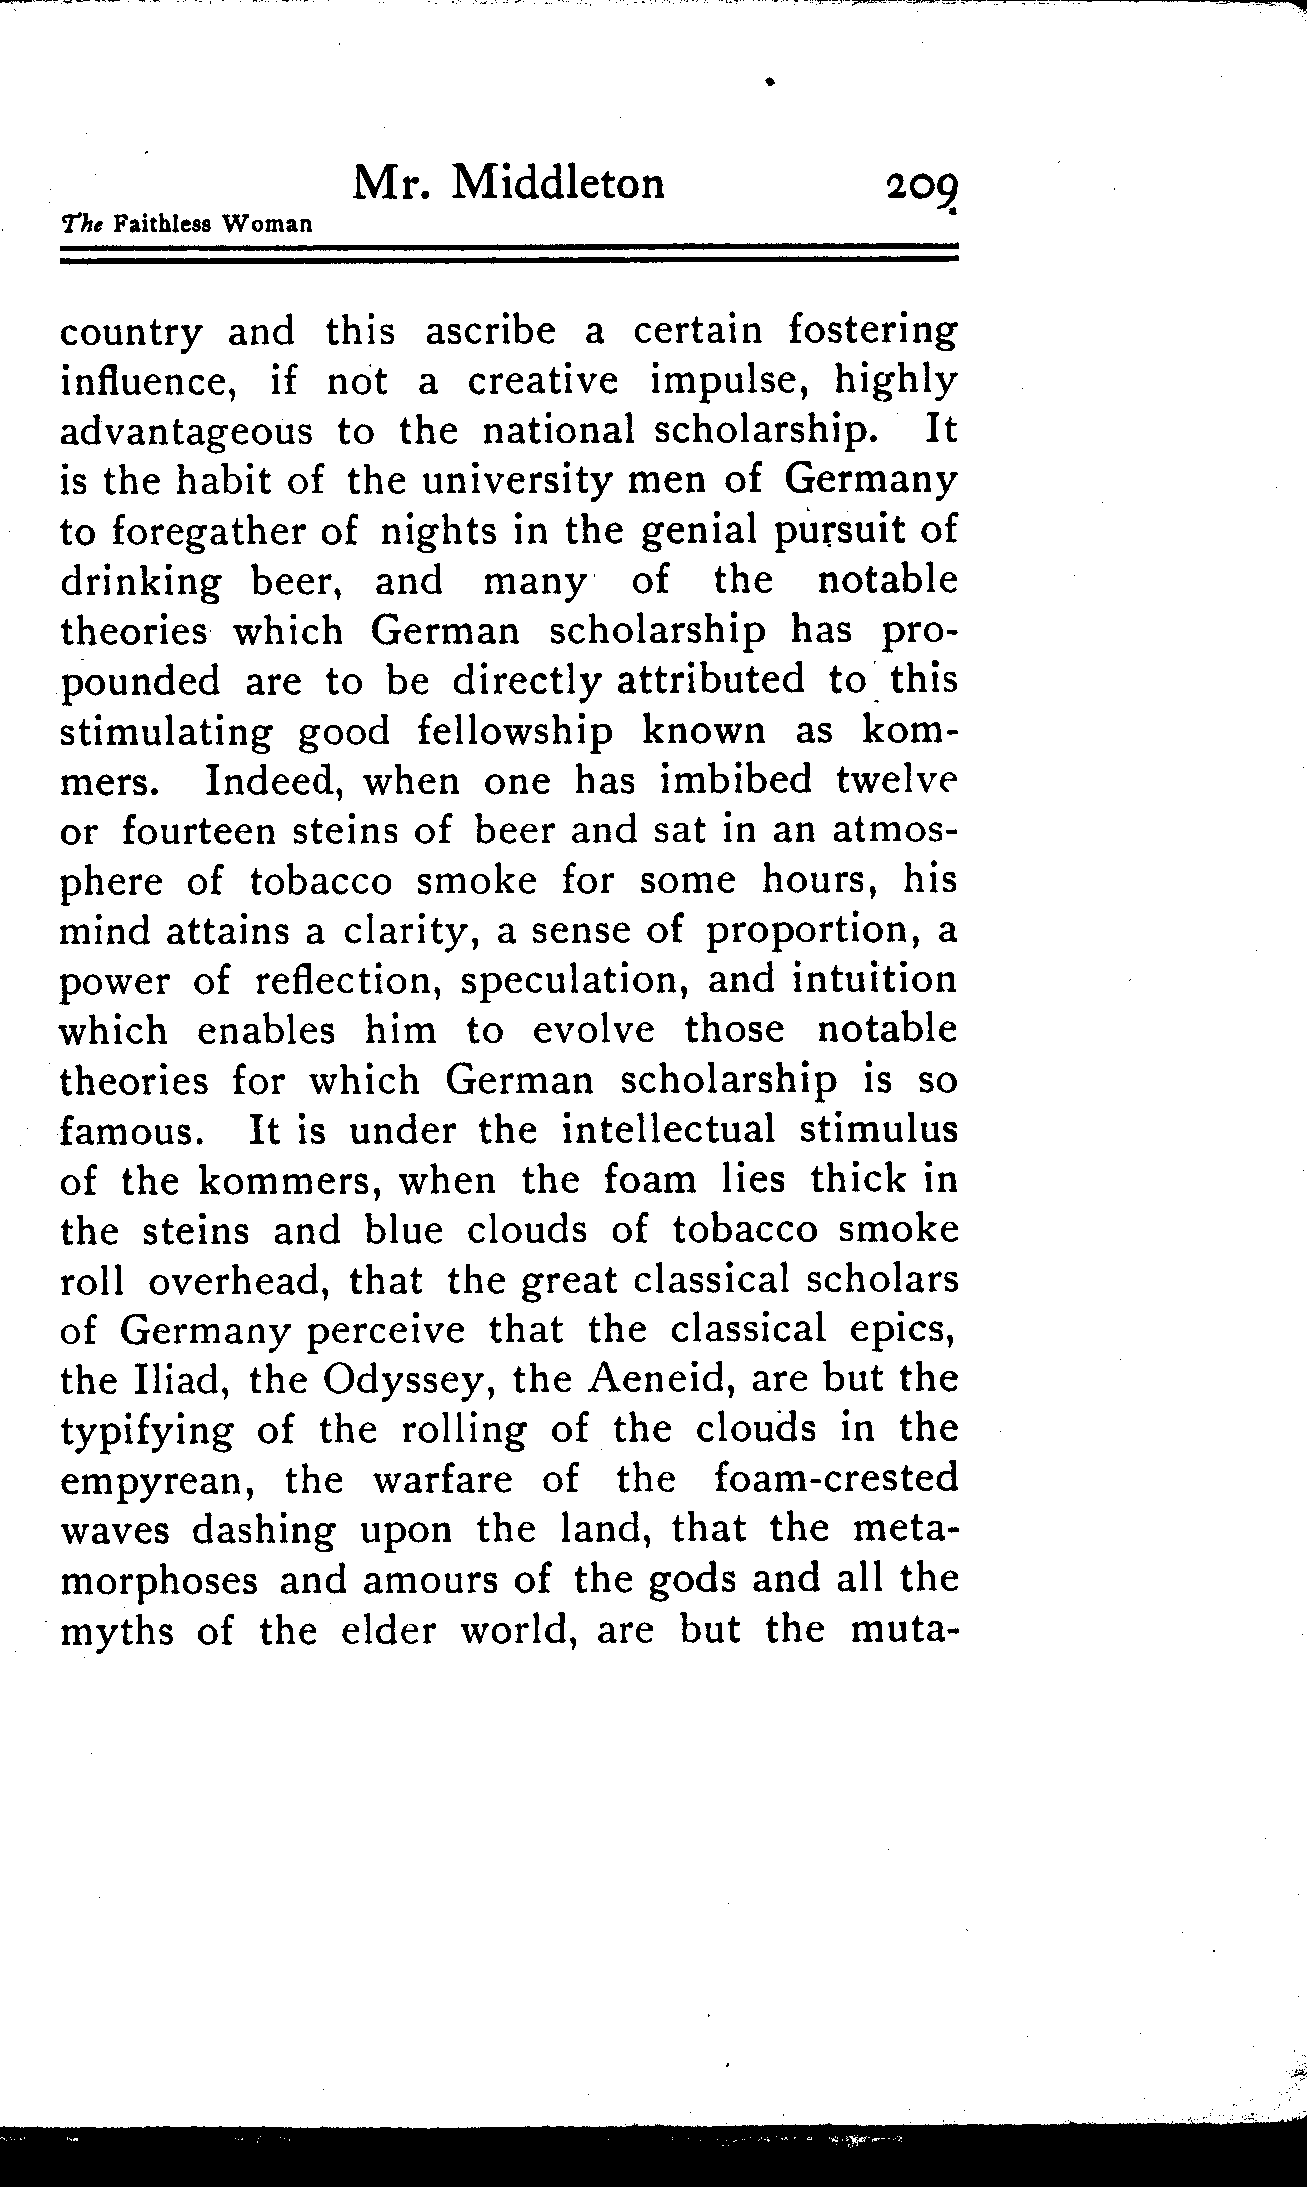 Mr. Middleton 209
The Faithless Woman
country and this ascribe a certain fostering
influence, if not a creative impulse, highly
advantageous to the national scholarship. It
is the habit of the university men of Germany
to foregather of nights in the genial pursuit of
drinking beer, and many of the notable
theories which German scholarship has pro-
pounded are to be directly attributed to this
stimulating good fellowship known as kom-
mers. Indeed, when one has imbibed twelve
or fourteen steins of beer and sat in an atmos-
phere of tobacco smoke for some hours, his
mind attains a clarity, a sense of proportion, a
power of reflection, speculation, and intuition
which enables him to evolve those notable
theories for which German scholarship is so
famous. It is under the intellectual stimulus
of the kommers, when the foam lies thick in
the steins and blue clouds of tobacco smoke
roll overhead, that the great classical scholars
of Germany perceive that the classical epics,
the Iliad, the Odyssey, the Aeneid, are but the
typifying of the rolling of the clouds in the
empyrean, the warfare of the foam-crested
waves dashing upon the land, that the meta-
morphoses and amours of the gods and all the
myths of the elder world, are but the muta-